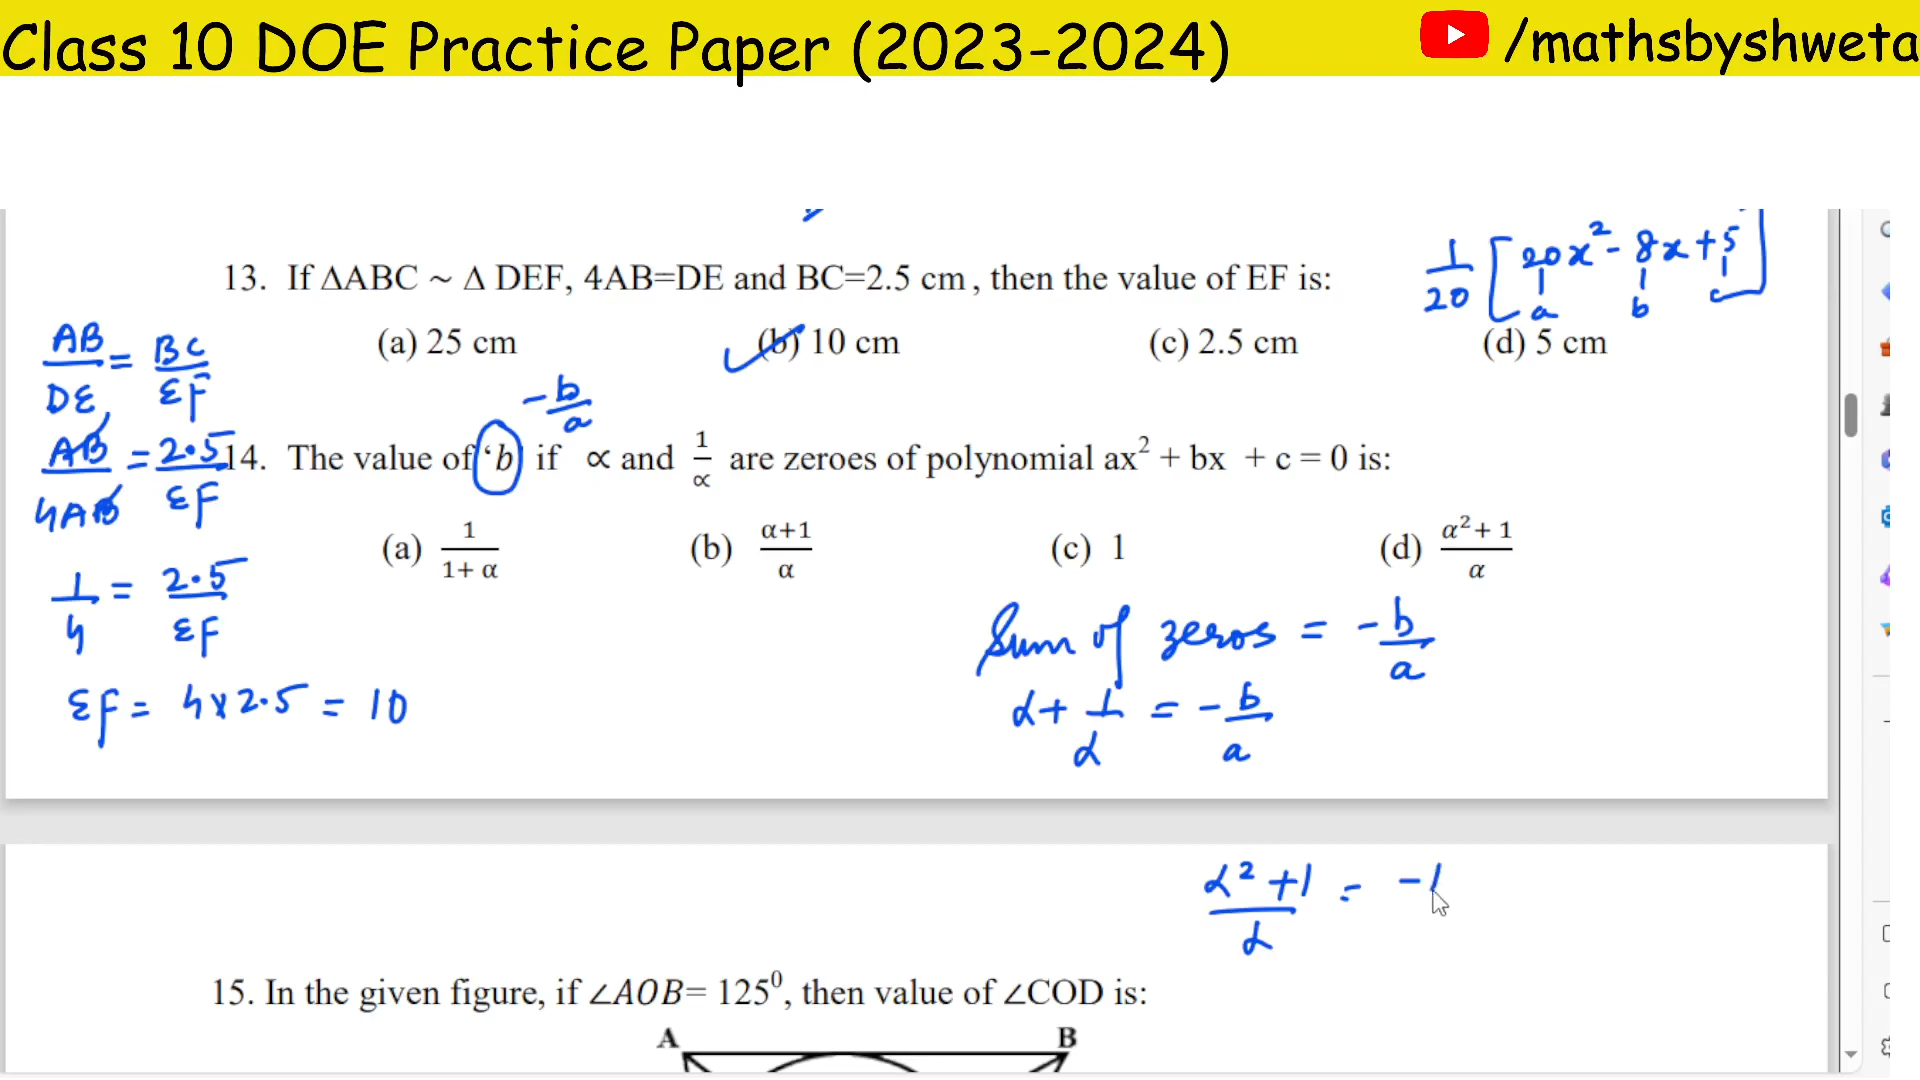 Class 10 DOE Practice Paper (2023-2024) /mathsbyshweta
1/20 [20x² - 8x + 5]
a b c
13. If ΔABC ~ Δ DEF, 4AB=DE and BC=2.5 cm, then the value of EF is:
(a) 25 cm (b) 10 cm (c) 2.5 cm (d) 5 cm
AB/DE = BC/EF
-b/a
AB/4AB = 2.5/EF
14. The value of 'b' if ∝ and 1/∝ are zeroes of polynomial ax² + bx + c = 0 is:
(a) 1/(1+ α) (b) (α+1)/α (c) 1 (d) (α²+ 1)/α
1/4 = 2.5/EF
Sum of zeros = -b/a
EF = 4×2.5 = 10
α + 1/α = -b/a
(α² + 1)/α = -1
15. In the given figure, if ∠AOB= 125⁰, then value of ∠COD is:
A B